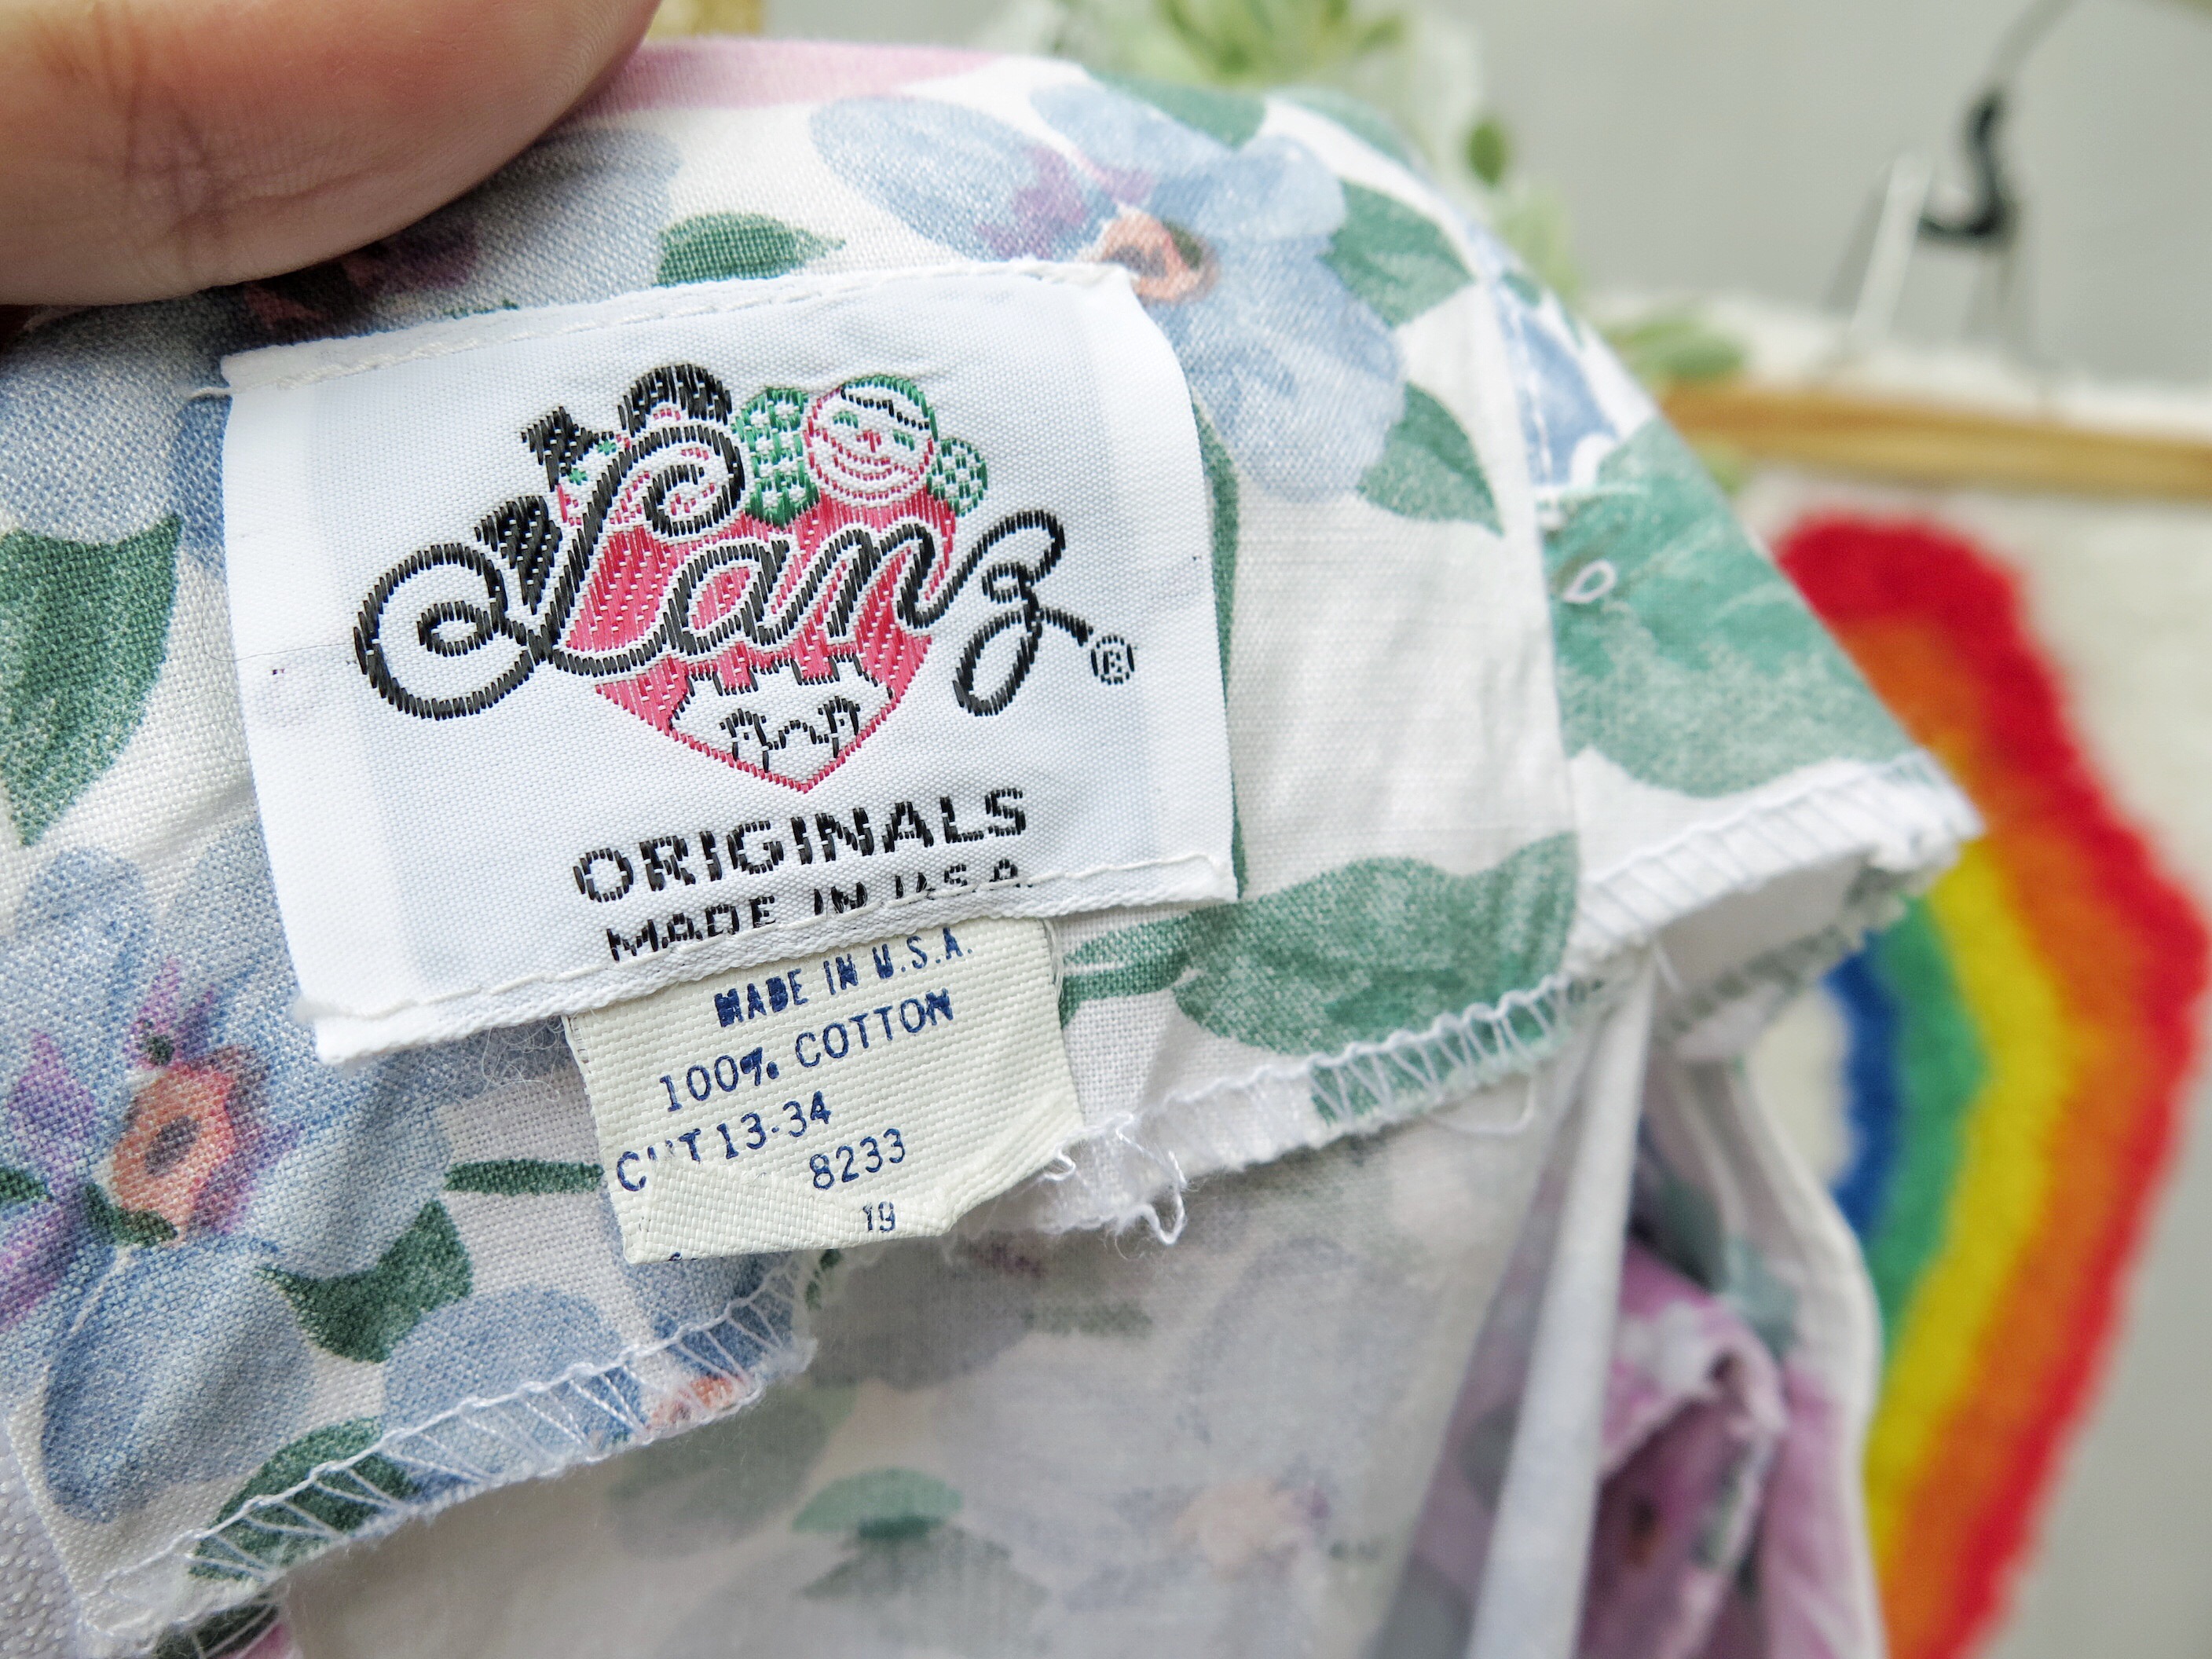 Lanz®
ORIGINALS
MADE IN U.S.A.
MADE IN U.S.A.
100% COTTON
CUT 13-34
8233
19